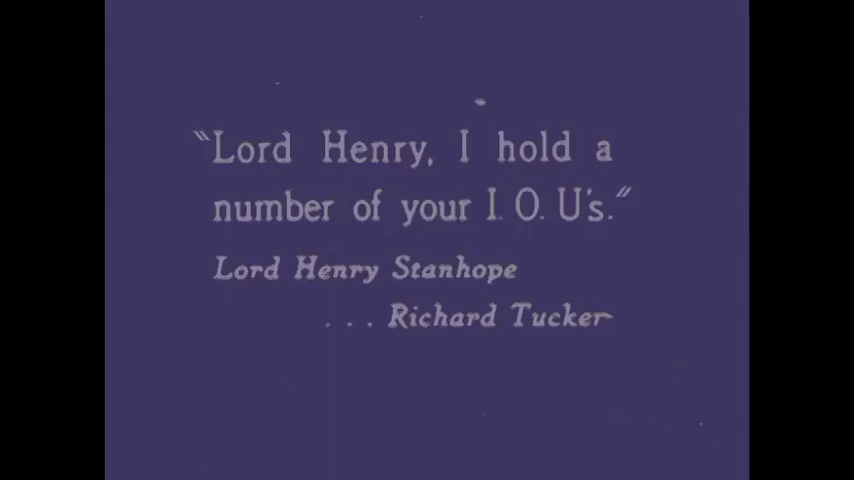 "Lord Henry, I hold a
number of your I. O. U's."
Lord Henry Stanhope
. . . Richard Tucker